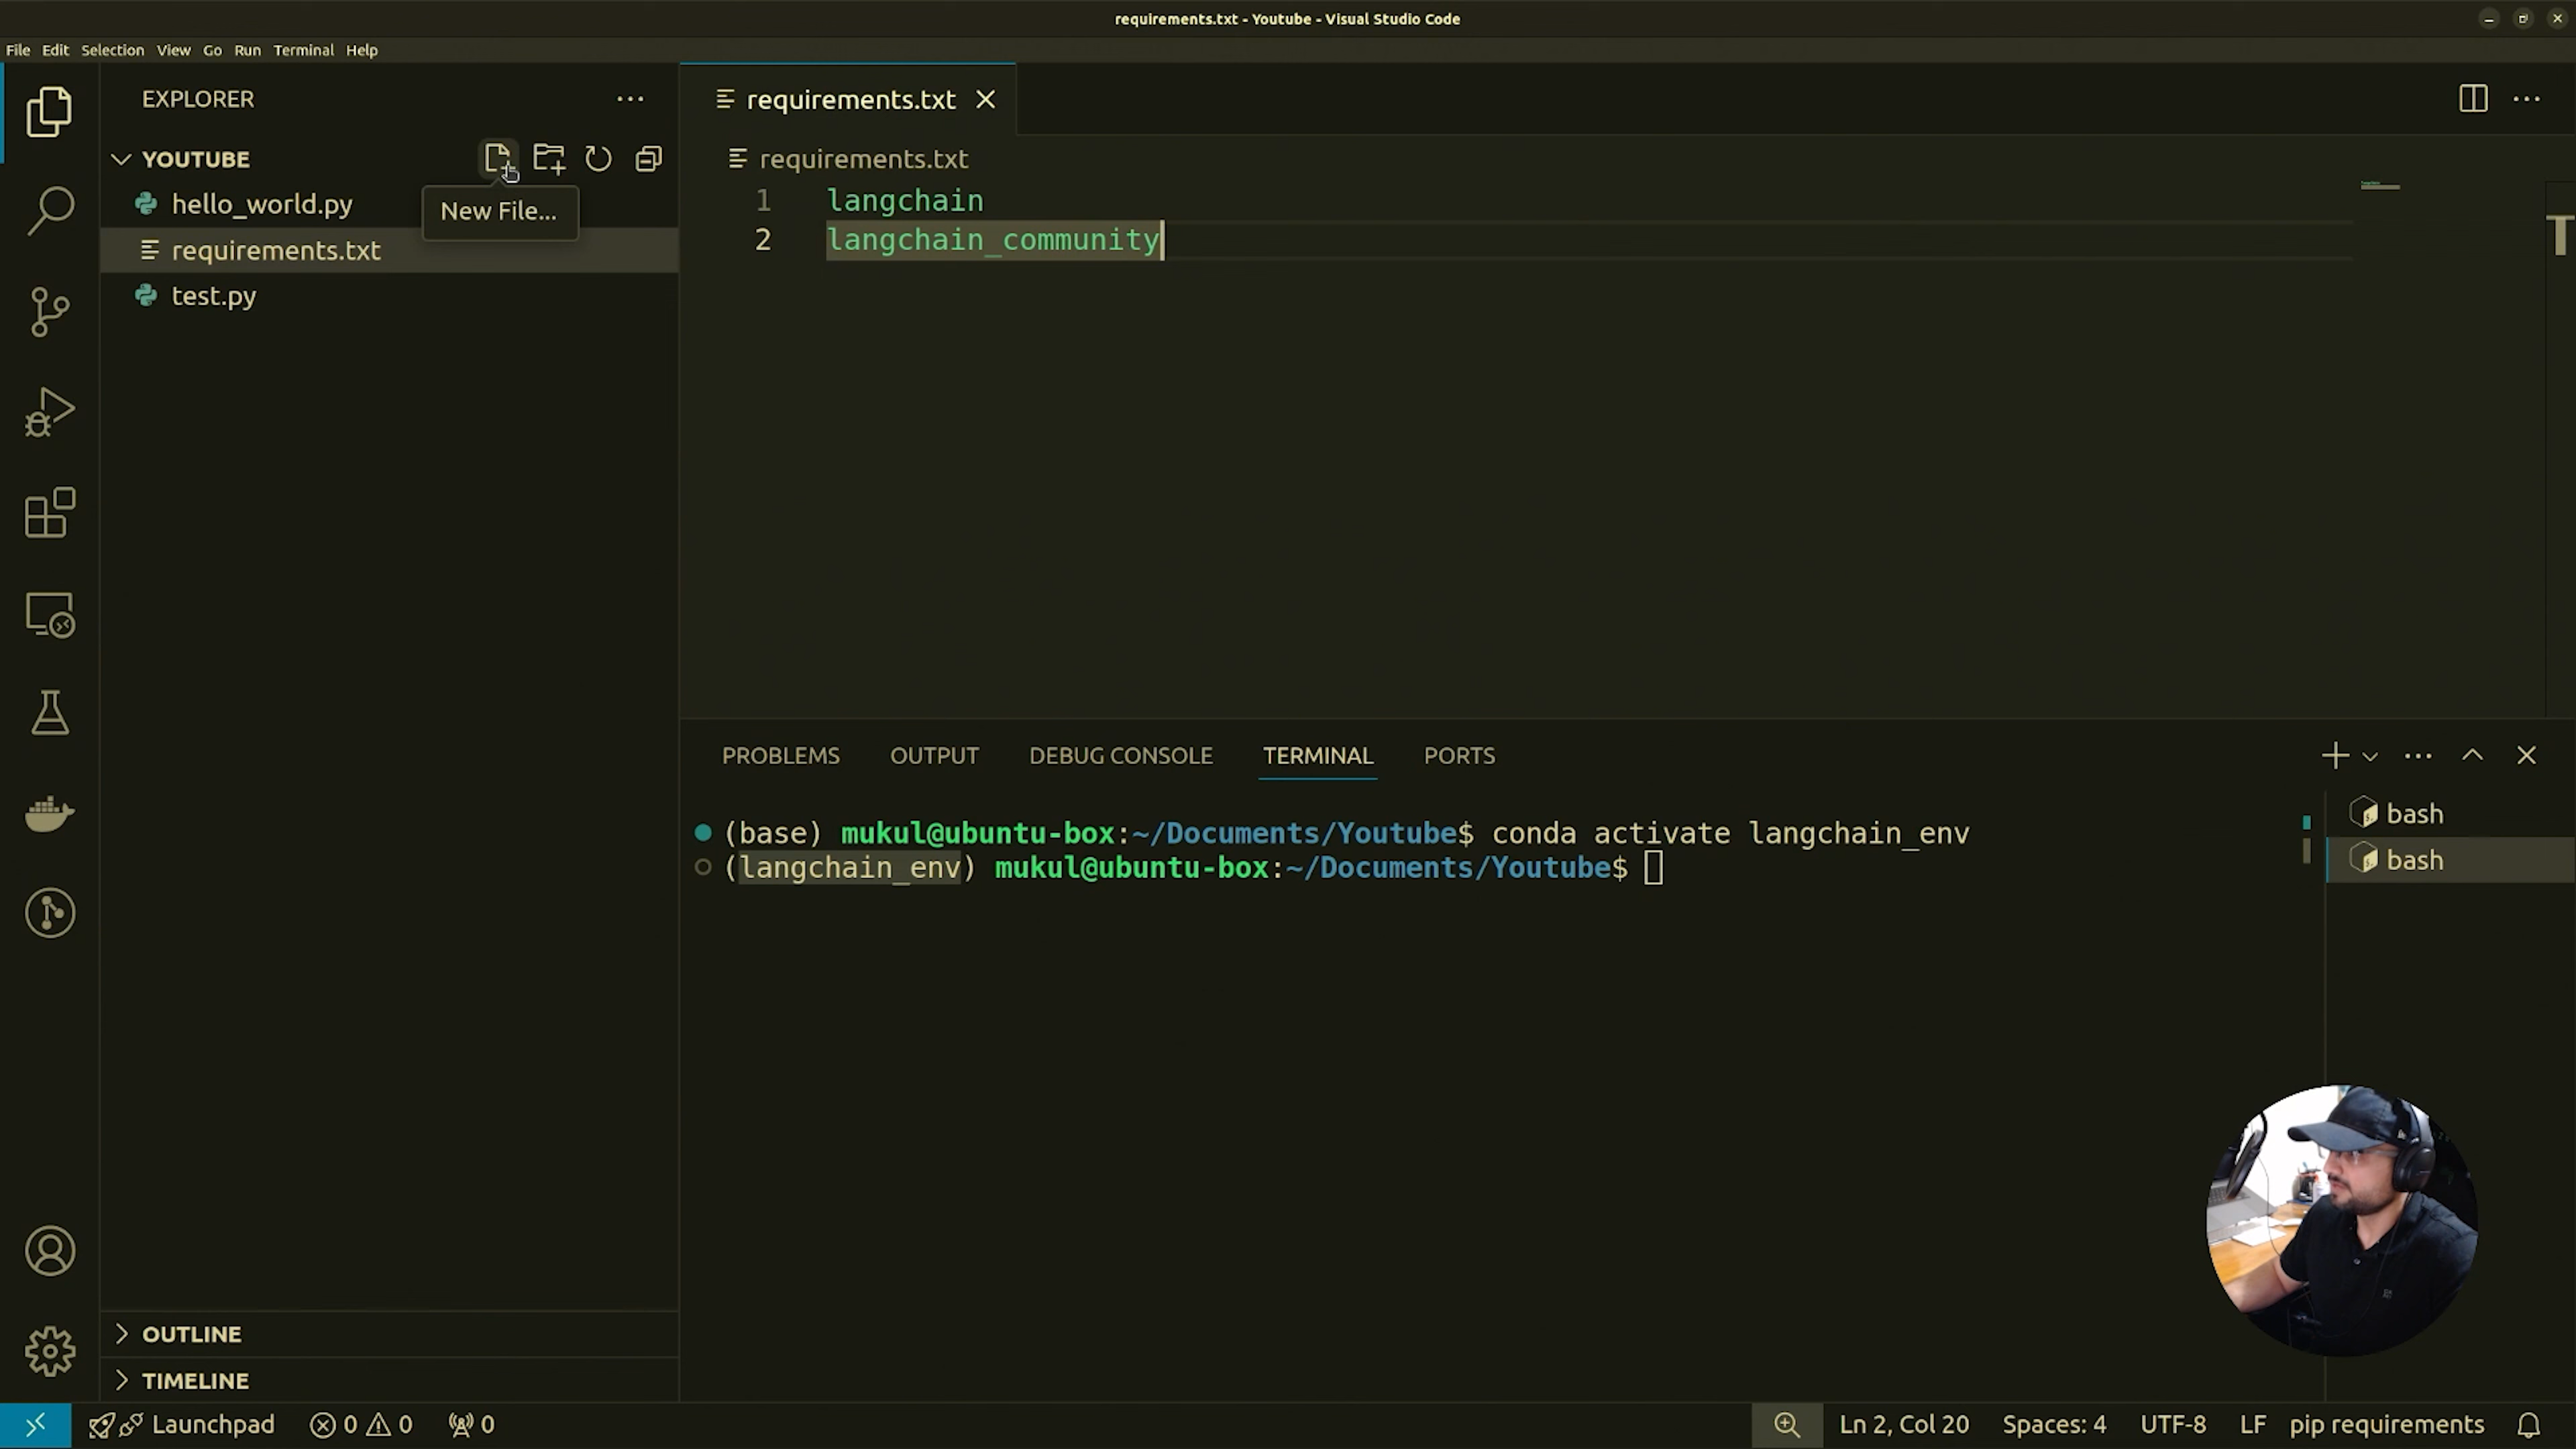 requirements.txt - Youtube - Visual Studio Code
File Edit Selection View Go Run Terminal Help
EXPLORER
YOUTUBE
New File...
hello_world.py
requirements.txt
test.py
OUTLINE
TIMELINE
requirements.txt
requirements.txt
1 langchain
2 langchain_community
PROBLEMS OUTPUT DEBUG CONSOLE TERMINAL PORTS
(base) mukul@ubuntu-box:~/Documents/Youtube$ conda activate langchain_env
(langchain_env) mukul@ubuntu-box:~/Documents/Youtube$
bash
bash
Launchpad 0 0 0 Ln 2, Col 20 Spaces: 4 UTF-8 LF pip requirements